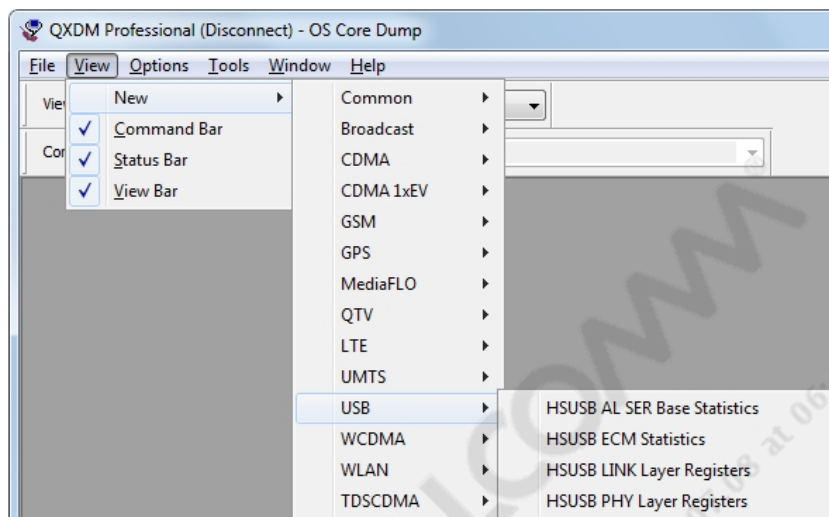 QXDM Professional (Disconnect) - OS Core Dump
File View Options Tools Window Help
New
Command Bar
Status Bar
View Bar
Common
Broadcast
CDMA
CDMA 1xEV
GSM
GPS
MediaFLO
QTV
LTE
UMTS
USB
WCDMA
WLAN
TDSCDMA
HSUSB AL SER Base Statistics
HSUSB ECM Statistics
HSUSB LINK Layer Registers
HSUSB PHY Layer Registers